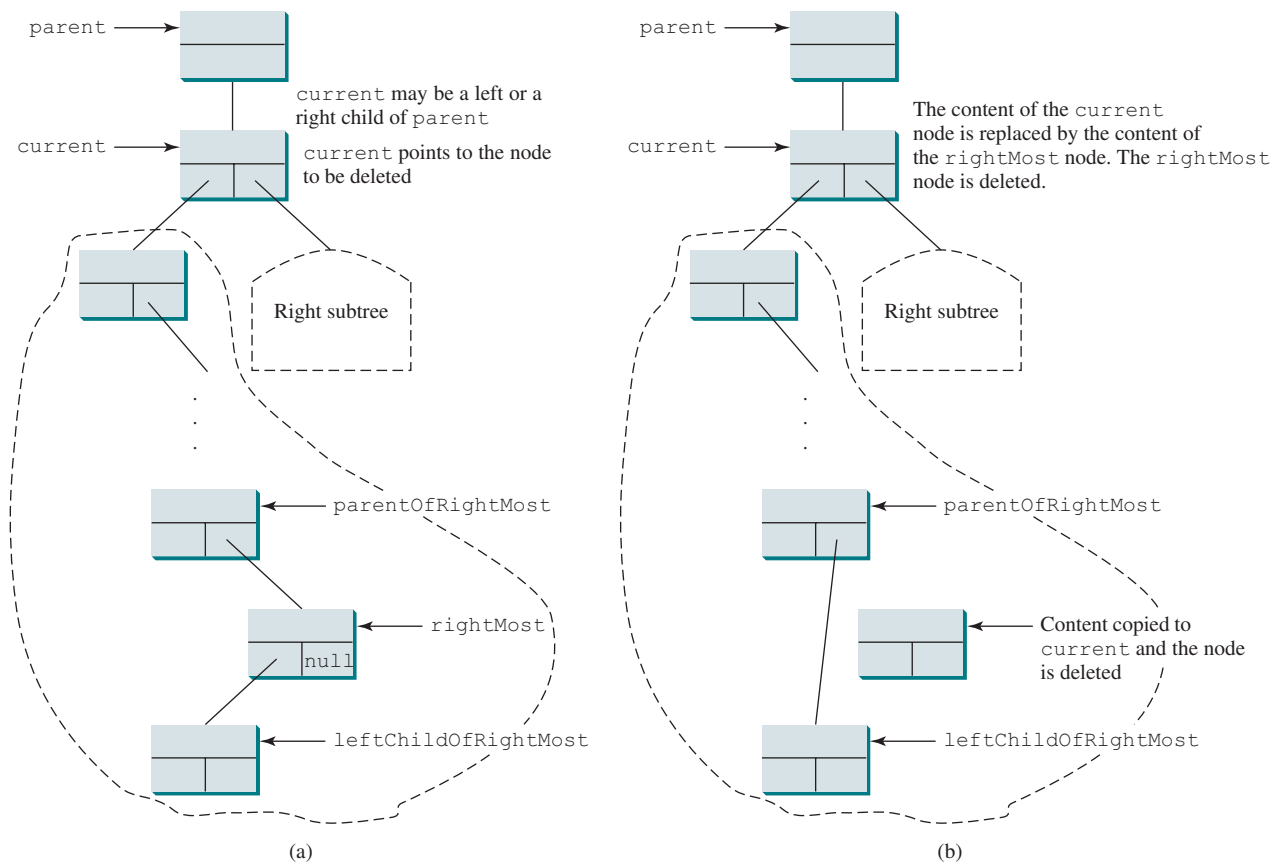 parent
current may be a left or a
right child of parent
current
current points to the node
to be deleted
Right subtree
.
.
.
parentOfRightMost
rightMost
null
leftChildOfRightMost
(a)
parent
The content of the current
node is replaced by the content of
the rightMost node. The rightMost
node is deleted.
current
Right subtree
.
.
.
parentOfRightMost
Content copied to
current and the node
is deleted
leftChildOfRightMost
(b)